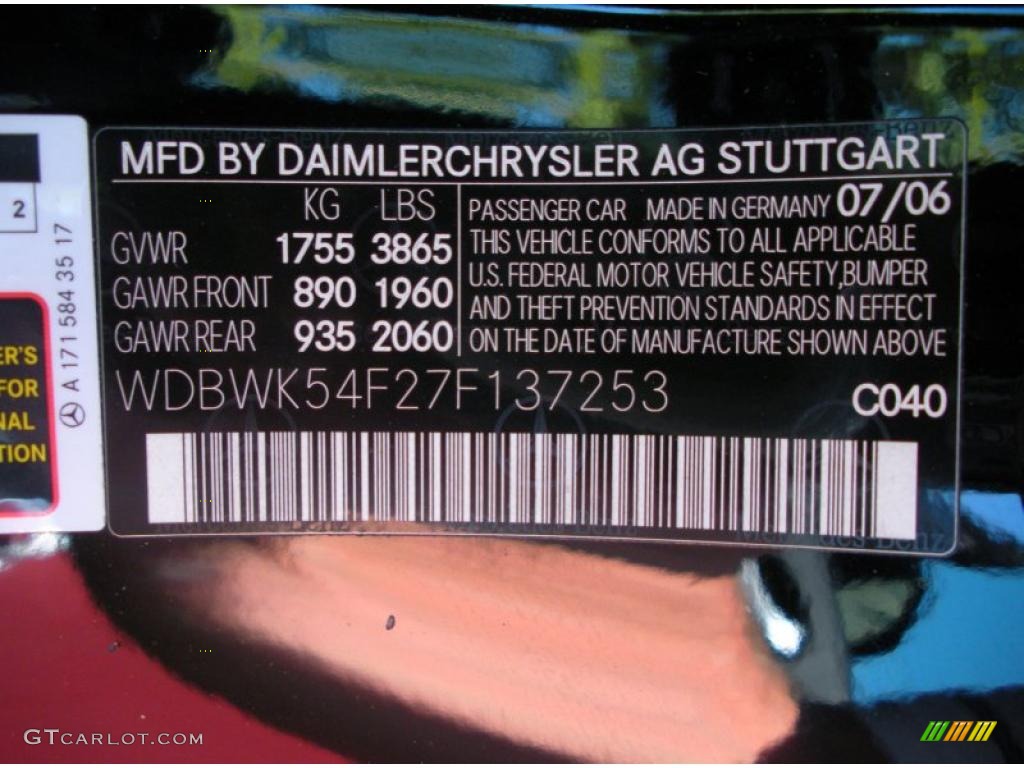 MFD BY DAIMLERCHRYSLER AG STUTTGART
KG LBS
GVWR 1755 3865
GAWR FRONT 890 1960
GAWR REAR 935 2060
PASSENGER CAR MADE IN GERMANY 07/06
THIS VEHICLE CONFORMS TO ALL APPLICABLE
U.S. FEDERAL MOTOR VEHICLE SAFETY,BUMPER
AND THEFT PREVENTION STANDARDS IN EFFECT
ON THE DATE OF MANUFACTURE SHOWN ABOVE
WDBWK54F27F137253 C040
2
A 171 584 35 17
ER'S
FOR
NAL
TION
Mercedes-Benz
GTCARLOT.COM